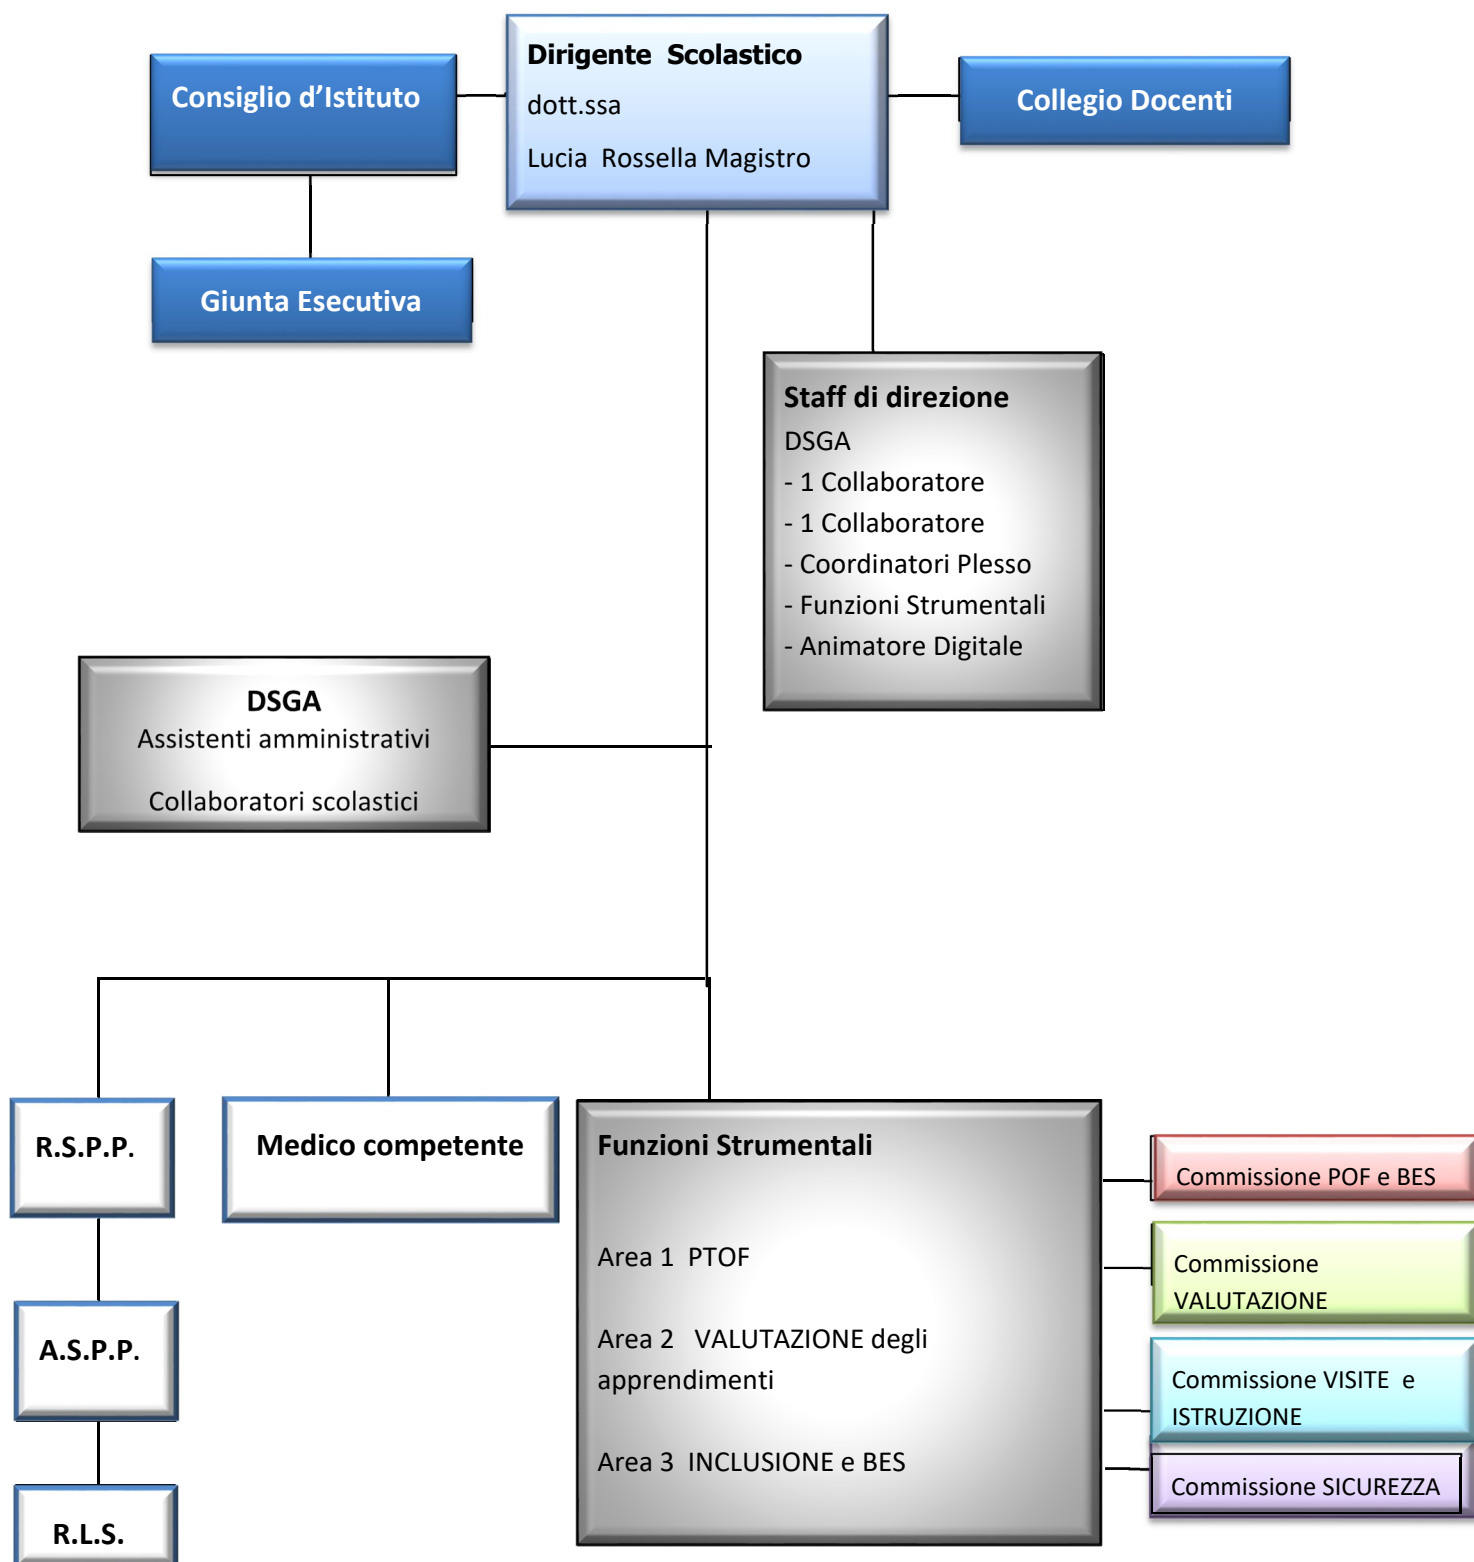 Dirigente Scolastico
dott.ssa
Lucia Rossella Magistro
Consiglio d’Istituto
Collegio Docenti
Giunta Esecutiva
Staff di direzione
DSGA
- 1 Collaboratore
- 1 Collaboratore
- Coordinatori Plesso
- Funzioni Strumentali
- Animatore Digitale
DSGA
Assistenti amministrativi
Collaboratori scolastici
R.S.P.P.
A.S.P.P.
R.L.S.
Medico competente
Funzioni Strumentali
Area 1 PTOF
Area 2 VALUTAZIONE degli
apprendimenti
Area 3 INCLUSIONE e BES
Commissione POF e BES
Commissione
VALUTAZIONE
Commissione VISITE e
ISTRUZIONE
Commissione SICUREZZA